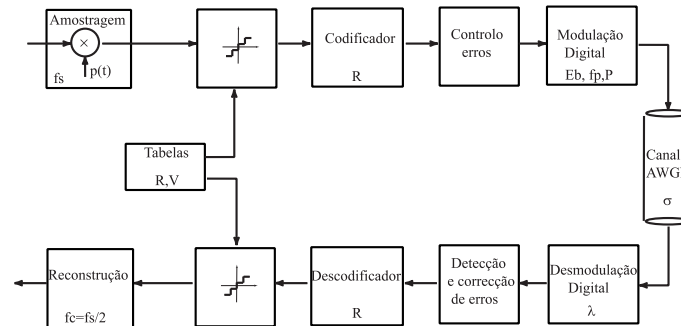 Amostragem
×
p(t)
fs
Codificador
R
Controlo
erros
Modulação
Digital
Eb, fp,P
Tabelas
R,V
Canal
σ
Reconstrução
fc=fs/2
Descodificador
R
Detecção
e correcção
de erros
Desmodulação
Digital
λ